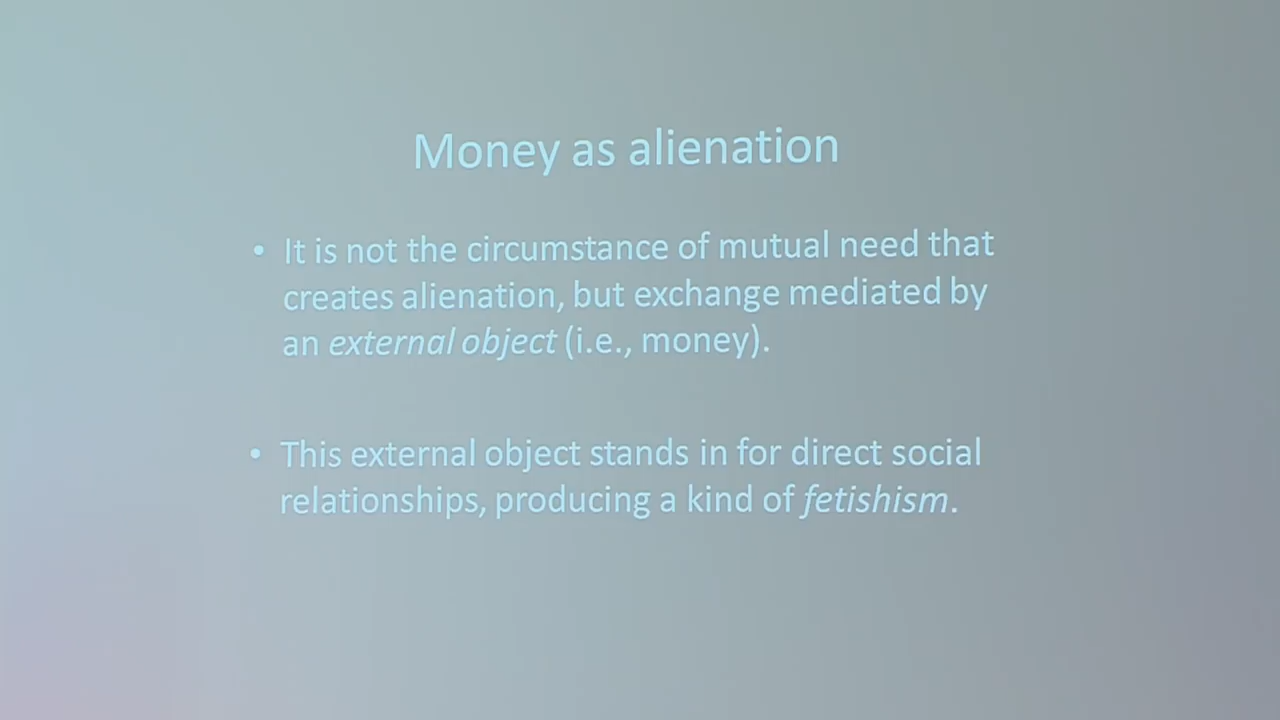 Money as alienation
• It is not the circumstance of mutual need that
creates alienation, but exchange mediated by
an external object (i.e., money).
• This external object stands in for direct social
relationships, producing a kind of fetishism.